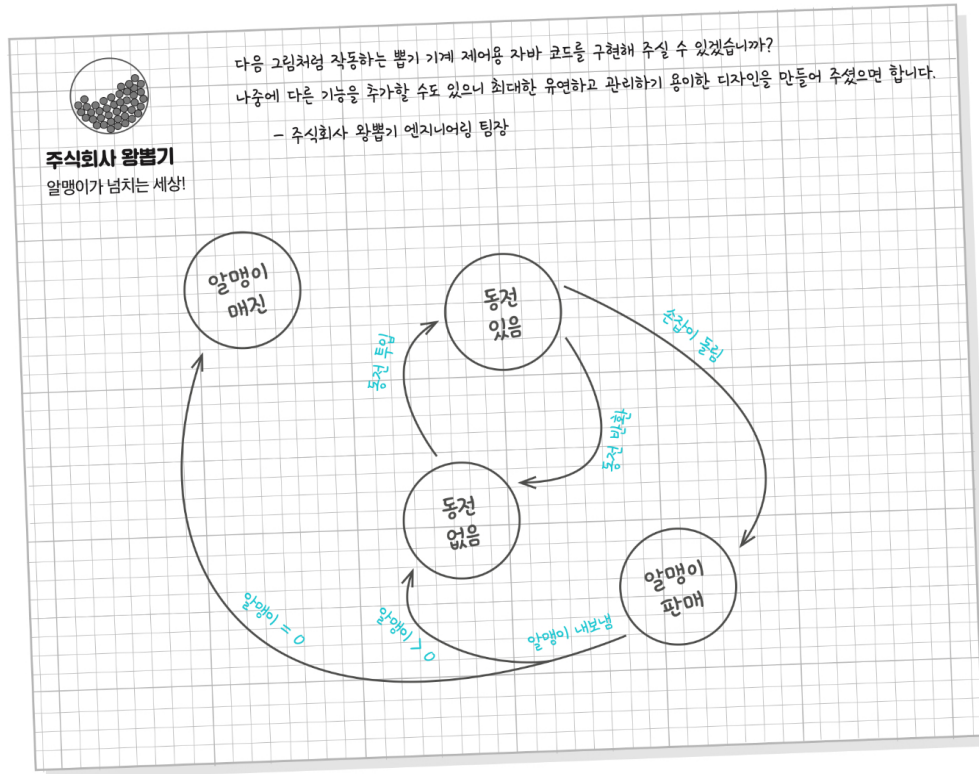 다음 그림처럼 작동하는 뽑기 기계 제어용 자바 코드를 구현해 주실 수 있겠습니까?
나중에 다른 기능을 추가할 수도 있으니 최대한 유연하고 관리하기 용이한 디자인을 만들어 주셨으면 합니다.
- 주식회사 왕뽑기 엔지니어링 팀장
주식회사 왕뽑기
알맹이가 넘치는 세상!
알맹이
매진
동전
있음
손잡이 돌림
동전 투입
동전 반환
동전
없음
알맹이
판매
알맹이 = 0
알맹이 > 0
알맹이 내보냄